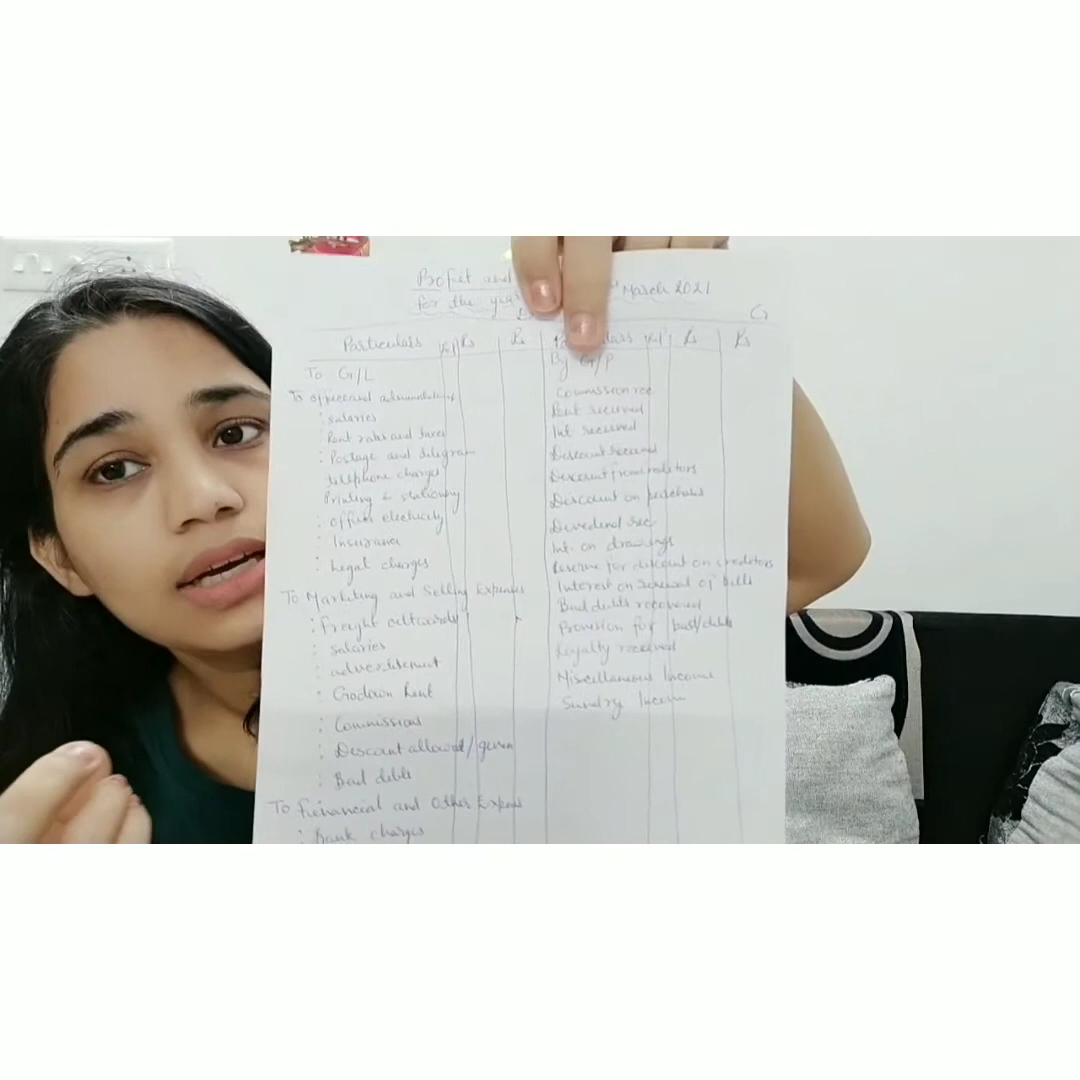 Profit and March 2021
for the year
Cr
Particulars Rs Rs
To G/L
To office and administrative
: salaries
: Rent rates and taxes
: Postage and telegram
telephone charges
Printing & stationery
: office electricity
: Insurance
: Legal charges
To Marketing and Selling Expenses
: Freight outwards
: salaries
: advertisement
: Godown Rent
: Commissions
: Discount allowed/given
: Bad debts
To Financial and Other Expens
: Bank charges
Rs Rs
By G/P
Commission rec
Rent received
Int received
Discount received
Discount from creditors
Discount on
Dividend rec
Int. on drawings
Reserve for discount on creditors
Interest on renewal of bills
Bad debts recovered
Provision for bad debts
Royalty received
Miscellaneous Income
Sundry Income